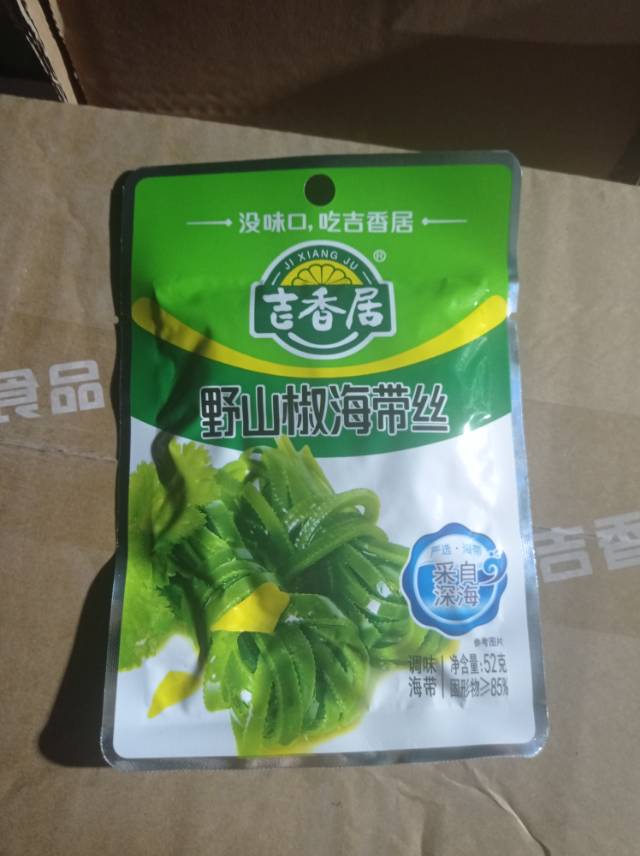 没味口,吃吉香居
JI XIANG JU
®
吉香居
食品
野山椒海带丝
吉香
严选·海带
采自
深海
参考图片
调味 净含量:52克
海带 固形物≥85%